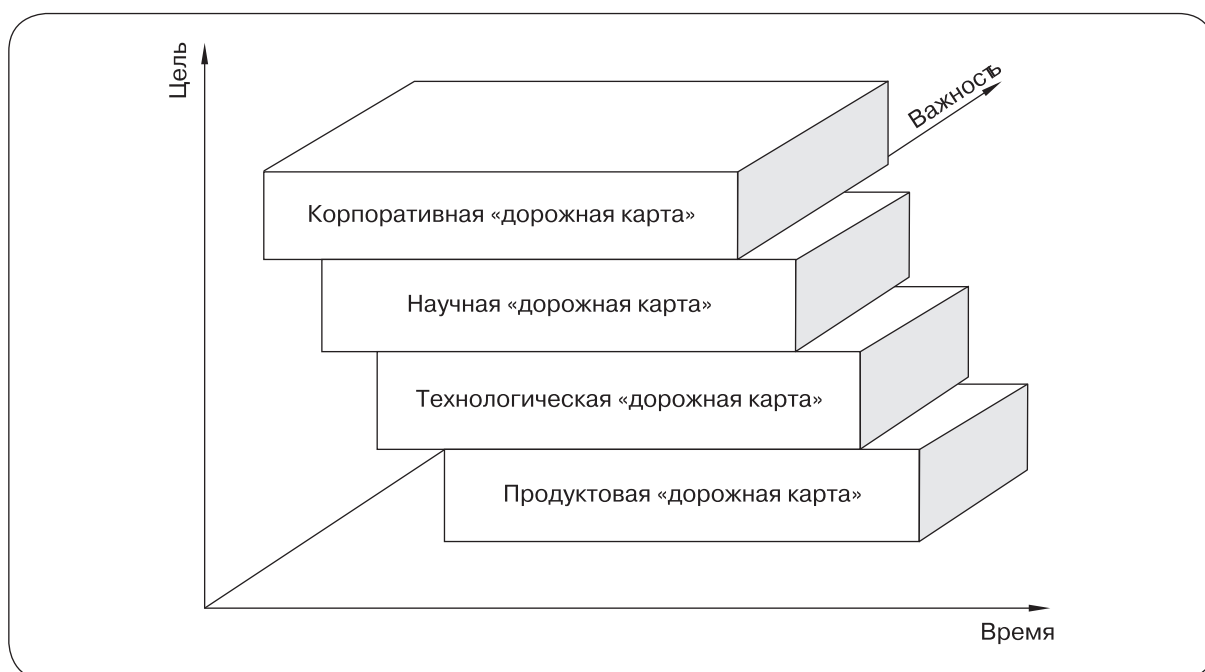 Цель
Важность
Корпоративная «дорожная карта»
Научная «дорожная карта»
Технологическая «дорожная карта»
Продуктовая «дорожная карта»
Время